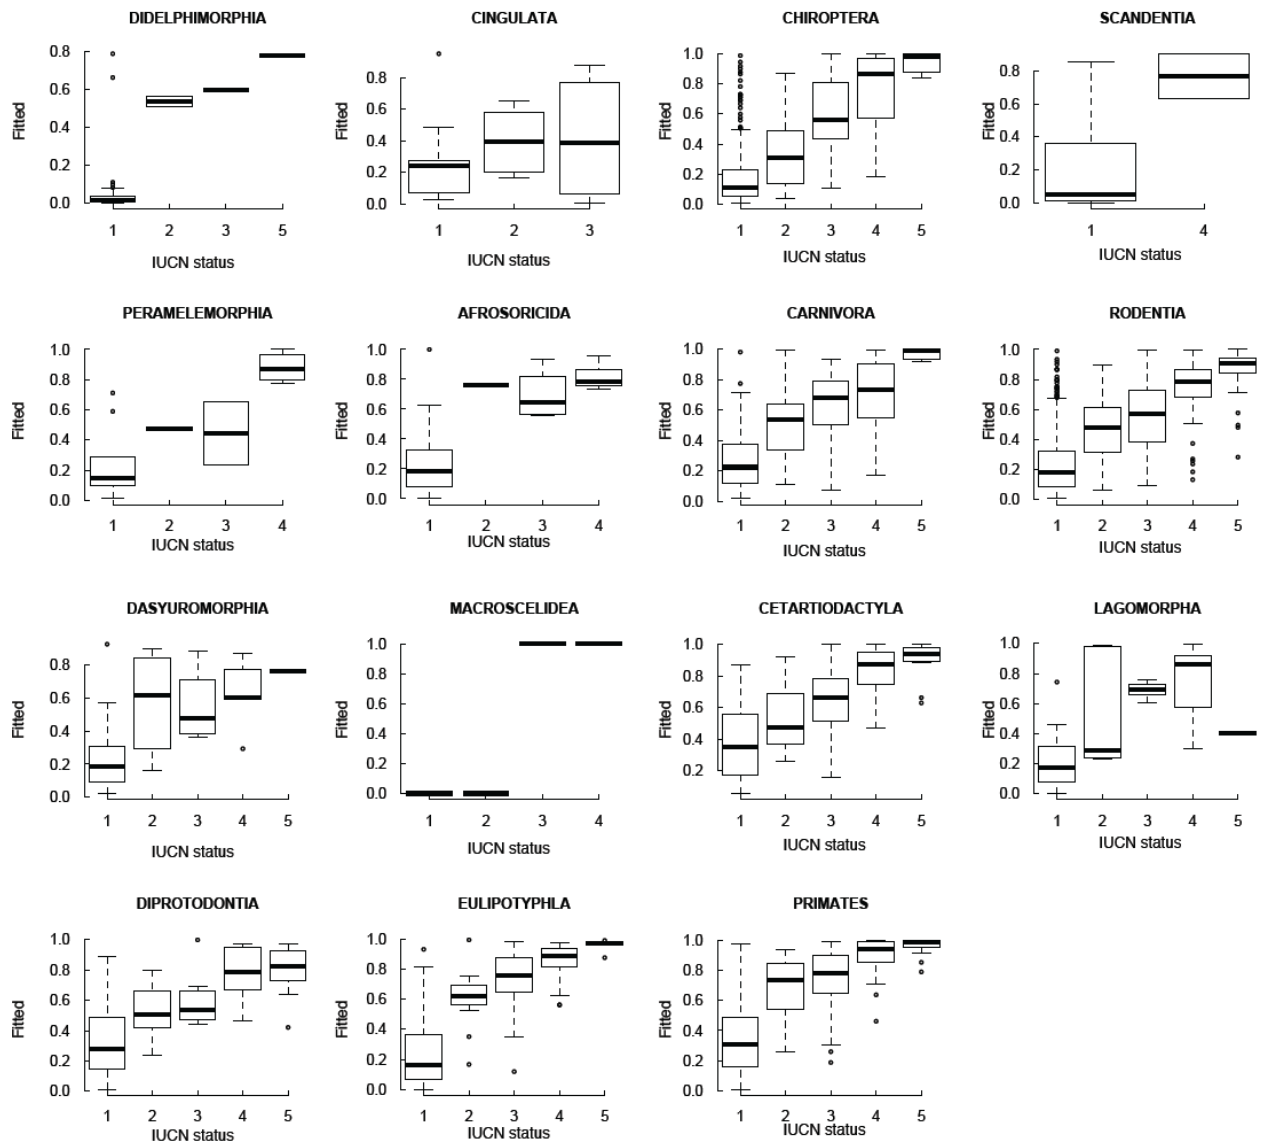 DIDELPHIMORPHIA
Fitted
0.8
0.6
0.4
0.2
0.0
1 2 3 5
IUCN status
CINGULATA
Fitted
0.8
0.6
0.4
0.2
0.0
1 2 3
IUCN status
CHIROPTERA
Fitted
1.0
0.8
0.6
0.4
0.2
0.0
1 2 3 4 5
IUCN status
SCANDENTIA
Fitted
0.8
0.6
0.4
0.2
0.0
1 4
IUCN status
PERAMELEMORPHIA
Fitted
1.0
0.8
0.6
0.4
0.2
0.0
1 2 3 4
IUCN status
AFROSORICIDA
Fitted
1.0
0.8
0.6
0.4
0.2
0.0
1 2 3 4
IUCN status
CARNIVORA
Fitted
1.0
0.8
0.6
0.4
0.2
0.0
1 2 3 4 5
IUCN status
RODENTIA
Fitted
1.0
0.8
0.6
0.4
0.2
0.0
1 2 3 4 5
IUCN status
DASYUROMORPHIA
Fitted
0.8
0.6
0.4
0.2
0.0
1 2 3 4 5
IUCN status
MACROSCELIDEA
Fitted
1.0
0.8
0.6
0.4
0.2
0.0
1 2 3 4
IUCN status
CETARTIODACTYLA
Fitted
1.0
0.8
0.6
0.4
0.2
1 2 3 4 5
IUCN status
LAGOMORPHA
Fitted
1.0
0.8
0.6
0.4
0.2
0.0
1 2 3 4 5
IUCN status
DIPROTODONTIA
Fitted
1.0
0.8
0.6
0.4
0.2
0.0
1 2 3 4 5
IUCN status
EULIPOTYPHLA
Fitted
1.0
0.8
0.6
0.4
0.2
0.0
1 2 3 4 5
IUCN status
PRIMATES
Fitted
1.0
0.8
0.6
0.4
0.2
0.0
1 2 3 4 5
IUCN status